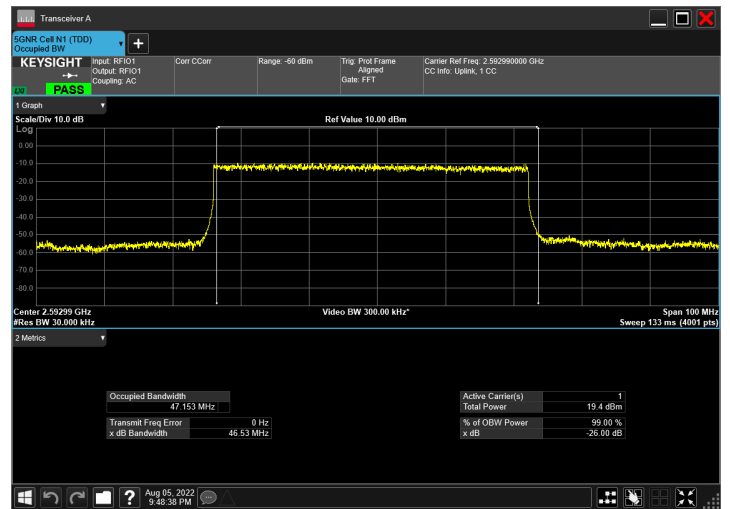 Transceiver A
5GNR Cell N1 (TDD)
Occupied BW
KEYSIGHT
LXI
PASS
Input: RFIO1
Output: RFIO1
Coupling: AC
Corr CCorr
Range: -60 dBm
Trig: Prot Frame
Aligned
Gate: FFT
Carrier Ref Freq: 2.592990000 GHz
CC Info: Uplink, 1 CC
1 Graph
Scale/Div 10.0 dB
Ref Value 10.00 dBm
Log
0.00
-10.0
-20.0
-30.0
-40.0
-50.0
-60.0
-70.0
-80.0
Center 2.59299 GHz
Video BW 300.00 kHz*
Span 100 MHz
#Res BW 30.000 kHz
Sweep 133 ms (4001 pts)
2 Metrics
Occupied Bandwidth
47.153 MHz
Transmit Freq Error 0 Hz
x dB Bandwidth 46.53 MHz
Active Carrier(s) 1
Total Power 19.4 dBm
% of OBW Power 99.00 %
x dB -26.00 dB
?
Aug 05, 2022
9:48:38 PM